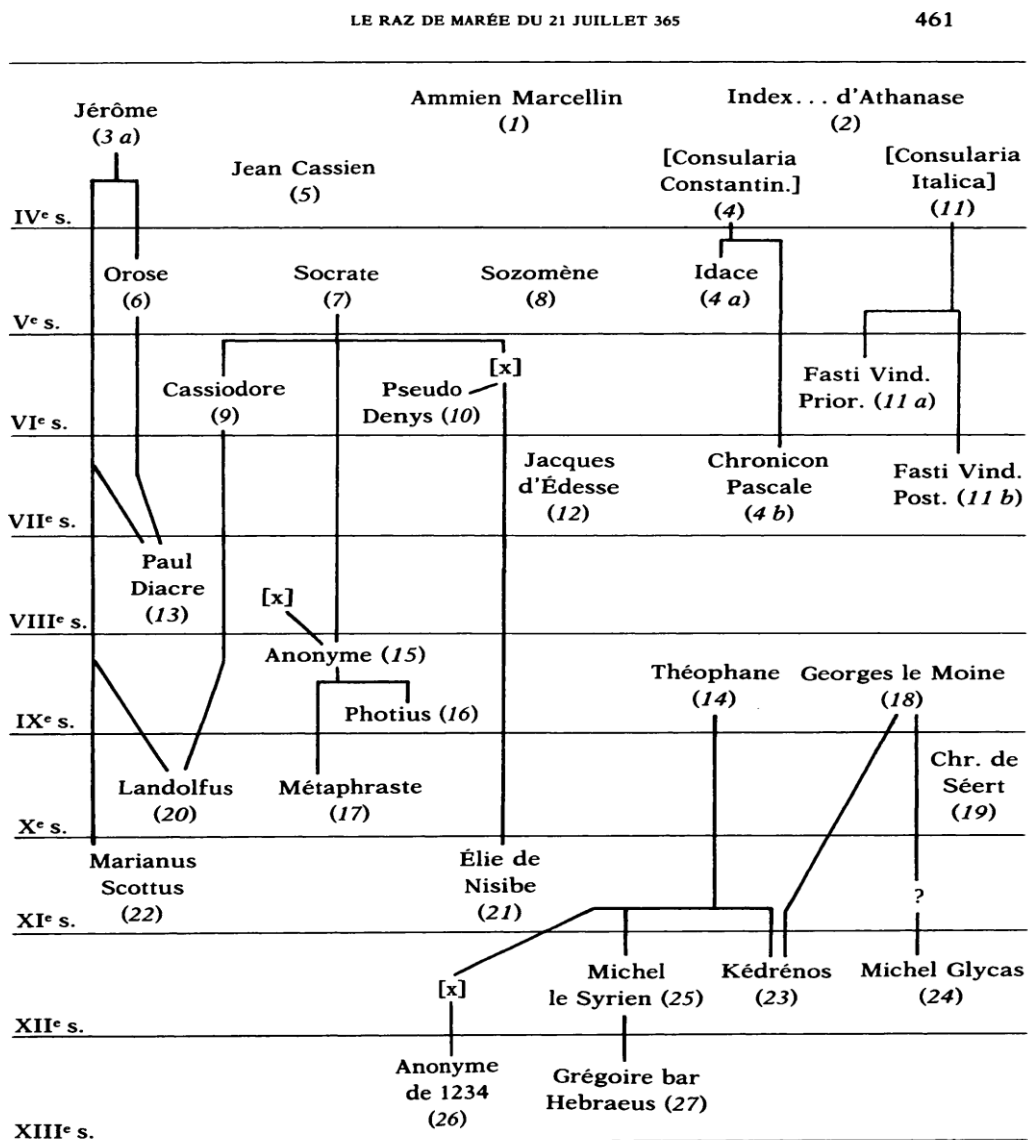 LE RAZ DE MARÉE DU 21 JUILLET 365
461
Jérôme
(3 a)
Ammien Marcellin
(1)
Index... d'Athanase
(2)
Jean Cassien
(5)
[Consularia
Constantin.]
(4)
[Consularia
Italica]
(11)
IVe s.
Orose
(6)
Socrate
(7)
Sozomène
(8)
Idace
(4 a)
Ve s.
Cassiodore
(9)
Pseudo
Denys (10)
[x]
Fasti Vind.
Prior. (11 a)
VIe s.
Jacques
d'Édesse
(12)
Chronicon
Pascale
(4 b)
Fasti Vind.
Post. (11 b)
VIIe s.
Paul
Diacre
(13)
[x]
VIIIe s.
Anonyme (15)
Photius (16)
Théophane
(14)
Georges le Moine
(18)
IXe s.
Landolfus
(20)
Métaphraste
(17)
Chr. de
Séert
(19)
Xe s.
Marianus
Scottus
(22)
Élie de
Nisibe
(21)
?
XIe s.
[x]
Michel
le Syrien (25)
Kédrénos
(23)
Michel Glycas
(24)
XIIe s.
Anonyme
de 1234
(26)
Grégoire bar
Hebraeus (27)
XIIIe s.